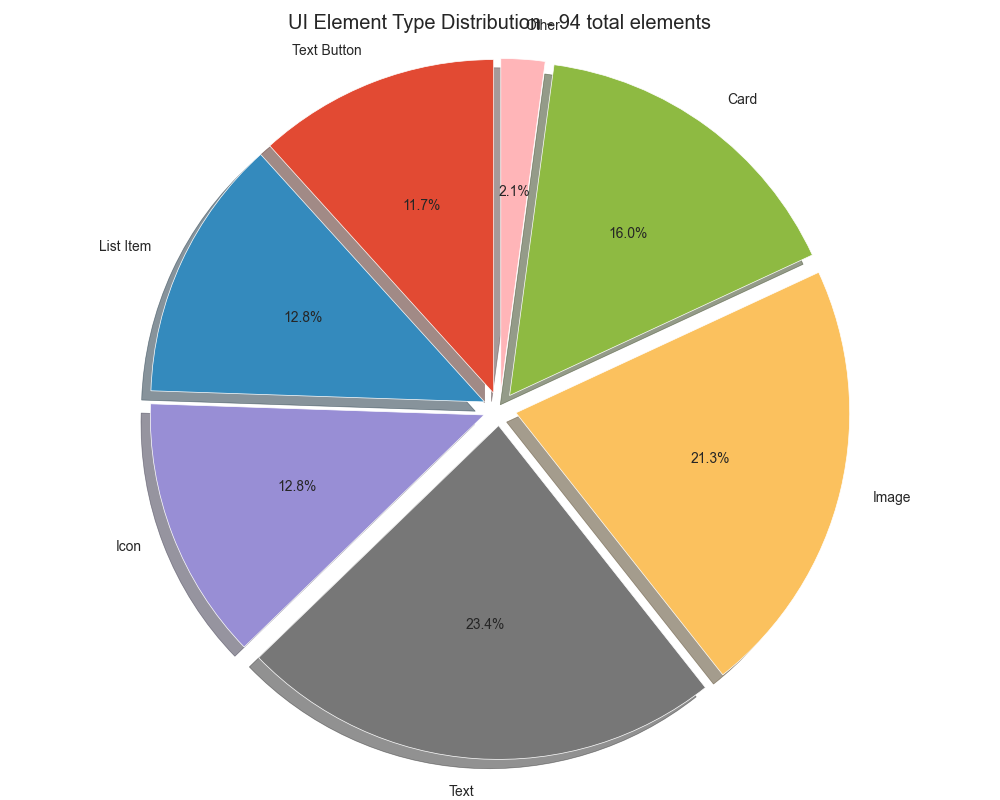 UI Element Type Distribution - 94 total elements
Other
Text Button
Card
2.1%
11.7%
16.0%
List Item
12.8%
21.3%
12.8%
Image
Icon
23.4%
Text